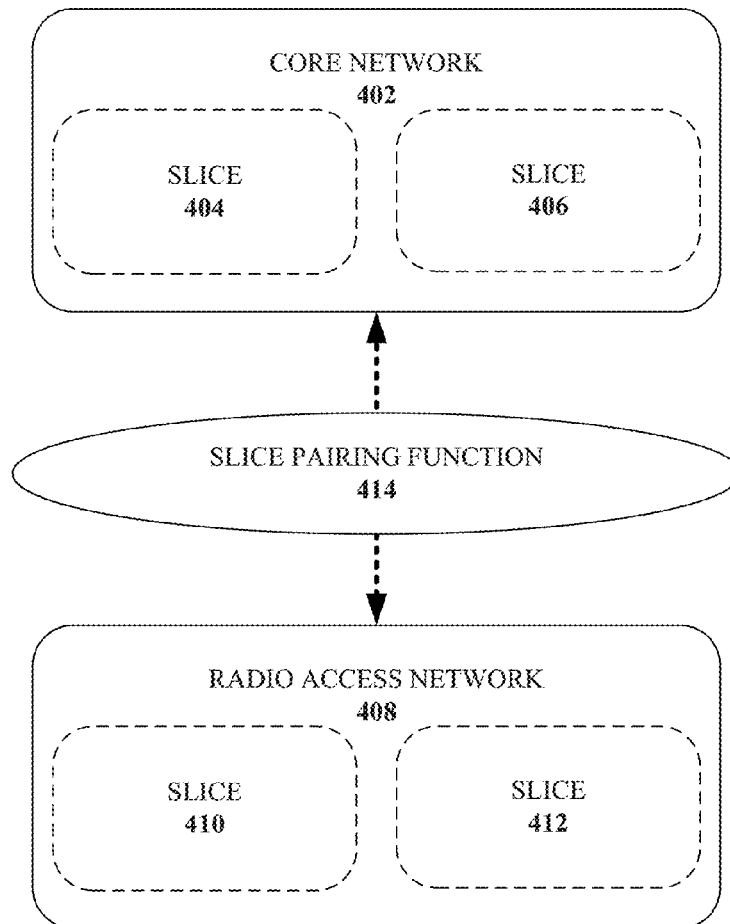 CORE NETWORK
402
SLICE
404
SLICE
406
SLICE PAIRING FUNCTION
414
RADIO ACCESS NETWORK
408
SLICE
410
SLICE
412